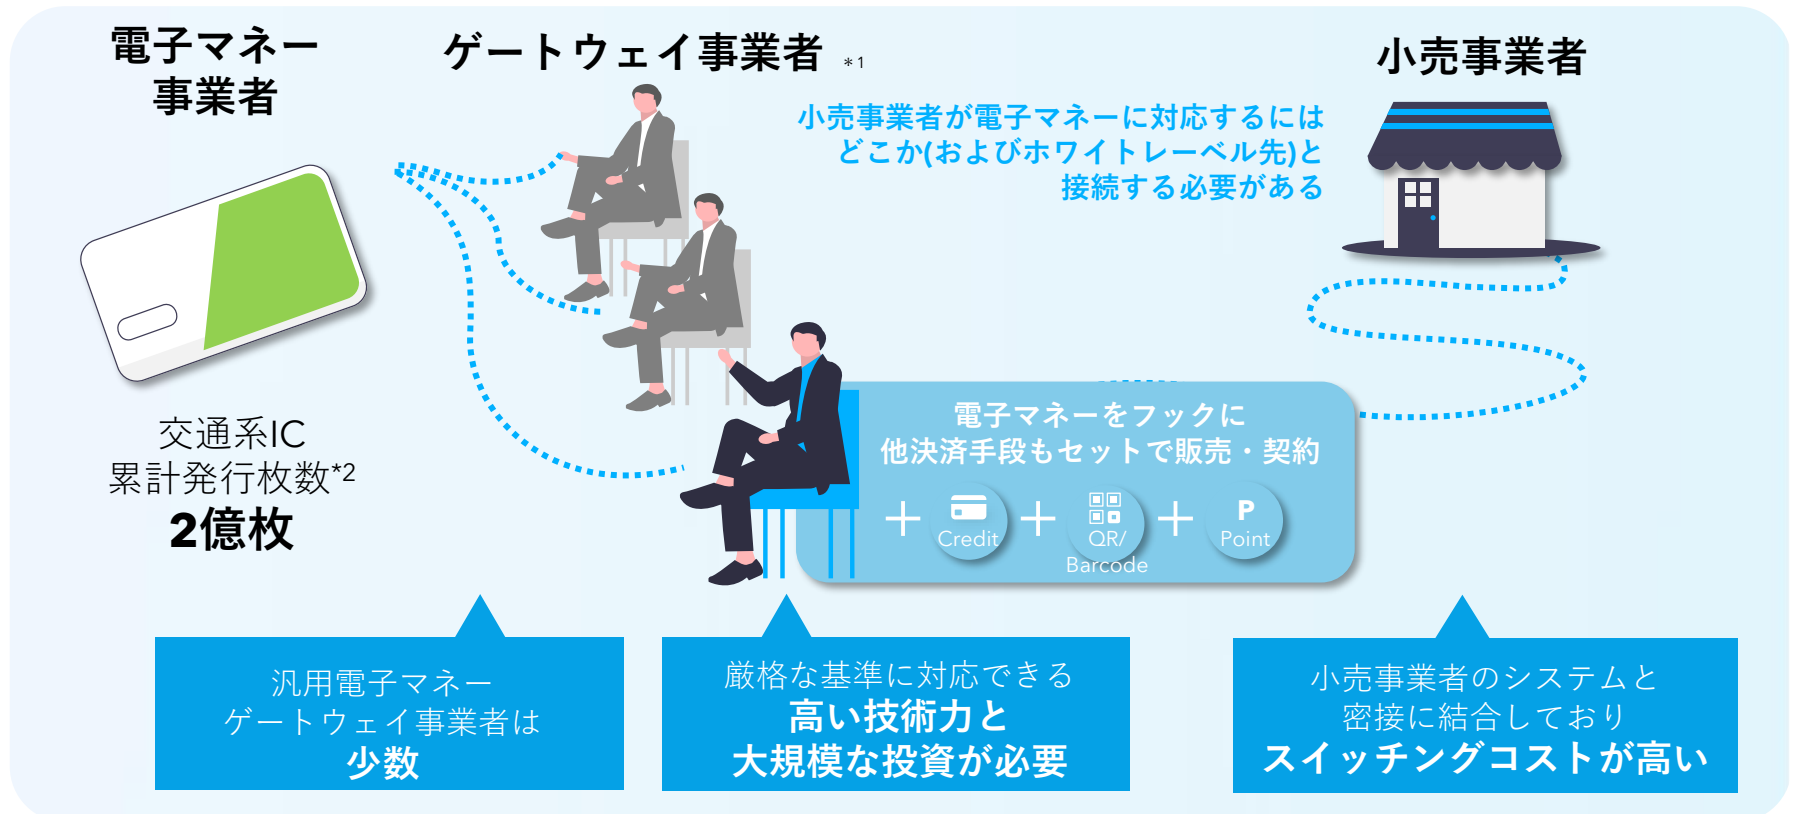 電子マネー
事業者
ゲートウェイ事業者 *1
小売事業者
小売事業者が電子マネーに対応するには
どこか(およびホワイトレーベル先)と
接続する必要がある
交通系IC
累計発行枚数*2
2億枚
電子マネーをフックに
他決済手段もセットで販売・契約
+ Credit + QR/ + P
Barcode Point
汎用電子マネー
ゲートウェイ事業者は
少数
厳格な基準に対応できる
高い技術力と
大規模な投資が必要
小売事業者のシステムと
密接に結合しており
スイッチングコストが高い